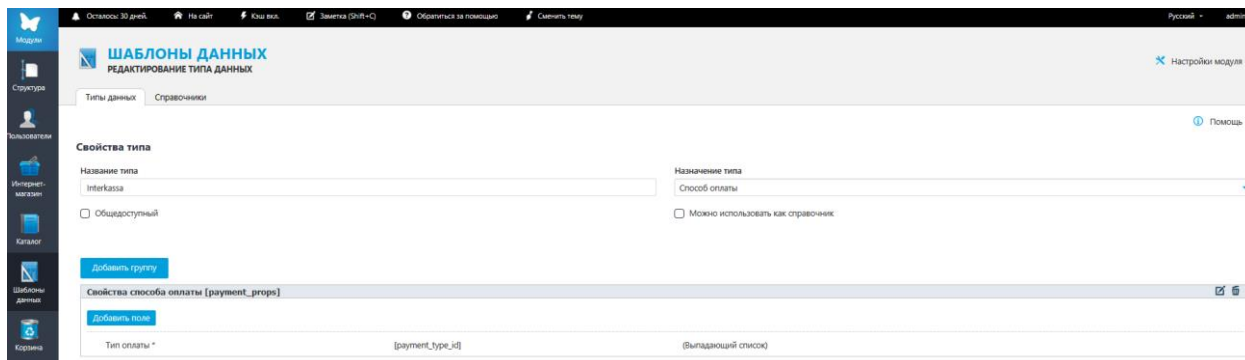 Осталось: 30 дней. На сайт Кэш вкл. Заметка (Shift+C) Обратиться за помощью Сменить тему Русский admin
Модули
ШАБЛОНЫ ДАННЫХ
РЕДАКТИРОВАНИЕ ТИПА ДАННЫХ
Настройки модуля
Структура
Типы данных Справочники
Помощь
Пользователи
Свойства типа
Название типа Назначение типа
Interkassa Способ оплаты
Интернет-
магазин
Общедоступный Можно использовать как справочник
Каталог
Добавить группу
Шаблоны
данных
Свойства способа оплаты [payment_props]
Добавить поле
Корзина
Тип оплаты * [payment_type_id] (Выпадающий список)